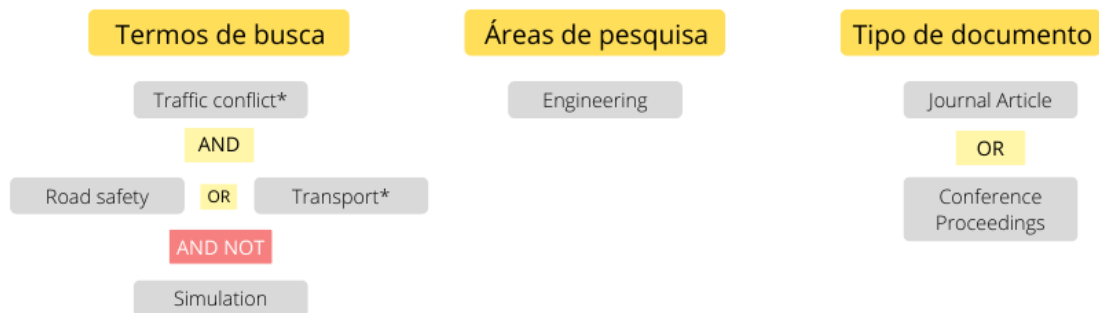 Termos de busca
Traffic conflict*
AND
Road safety OR Transport*
AND NOT
Simulation
Áreas de pesquisa
Engineering
Tipo de documento
Journal Article
OR
Conference
Proceedings